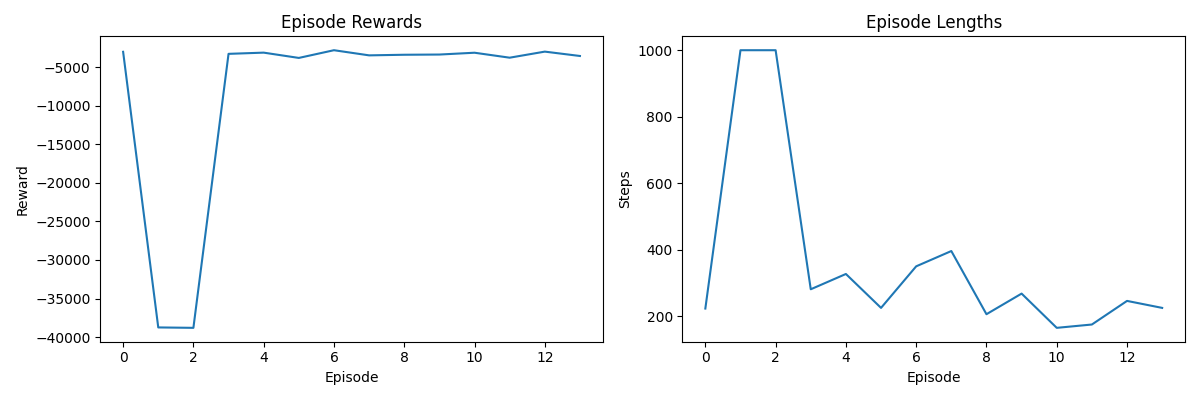 Episode Rewards
Reward
−5000
−10000
−15000
−20000
−25000
−30000
−35000
−40000
0 2 4 6 8 10 12
Episode
Episode Lengths
Steps
1000
800
600
400
200
0 2 4 6 8 10 12
Episode